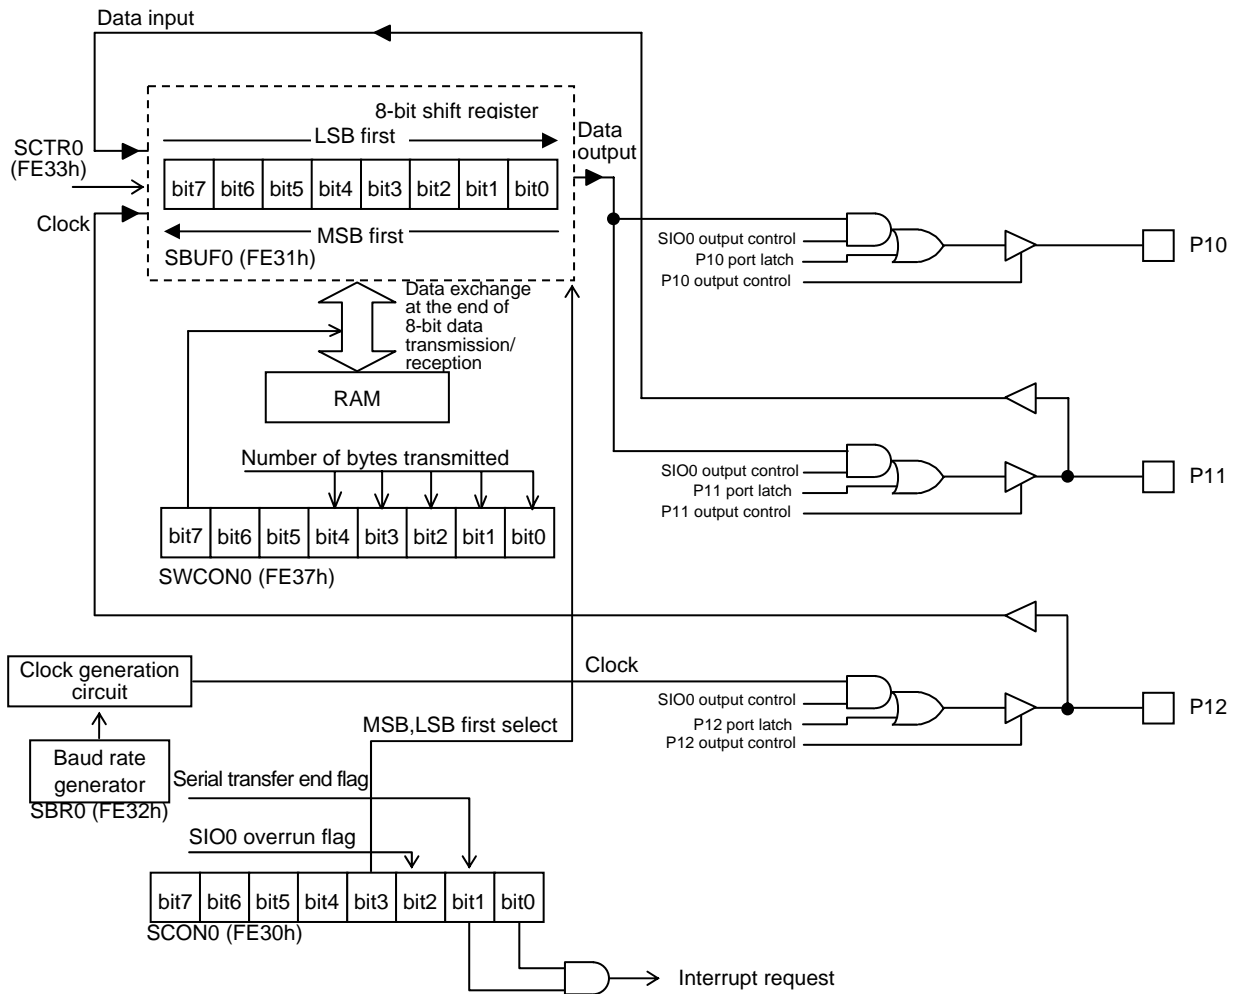 Data input
8-bit shift register
LSB first
SCTR0
(FE33h)
Data
output
bit7 bit6 bit5 bit4 bit3 bit2 bit1 bit0
Clock
MSB first
SBUF0 (FE31h)
SIO0 output control
P10 port latch
P10 output control
P10
Data exchange
at the end of
8-bit data
transmission/
reception
RAM
Number of bytes transmitted
SIO0 output control
P11 port latch
P11 output control
P11
bit7 bit6 bit5 bit4 bit3 bit2 bit1 bit0
SWCON0 (FE37h)
Clock generation
circuit
Clock
SIO0 output control
P12 port latch
P12 output control
P12
MSB,LSB first select
Baud rate
generator
SBR0 (FE32h)
Serial transfer end flag
SIO0 overrun flag
bit7 bit6 bit5 bit4 bit3 bit2 bit1 bit0
SCON0 (FE30h)
Interrupt request